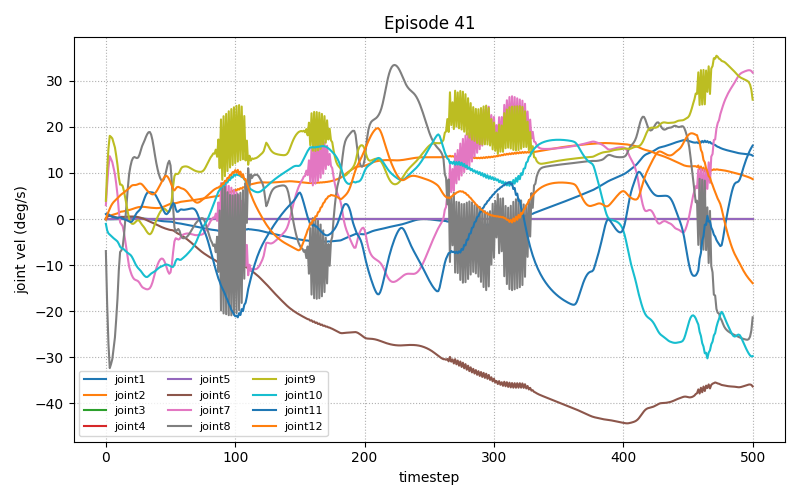 Episode 41
joint vel (deg/s)
30
20
10
0
−10
−20
−30
−40
joint1 joint5 joint9
joint2 joint6 joint10
joint3 joint7 joint11
joint4 joint8 joint12
0 100 200 300 400 500
timestep